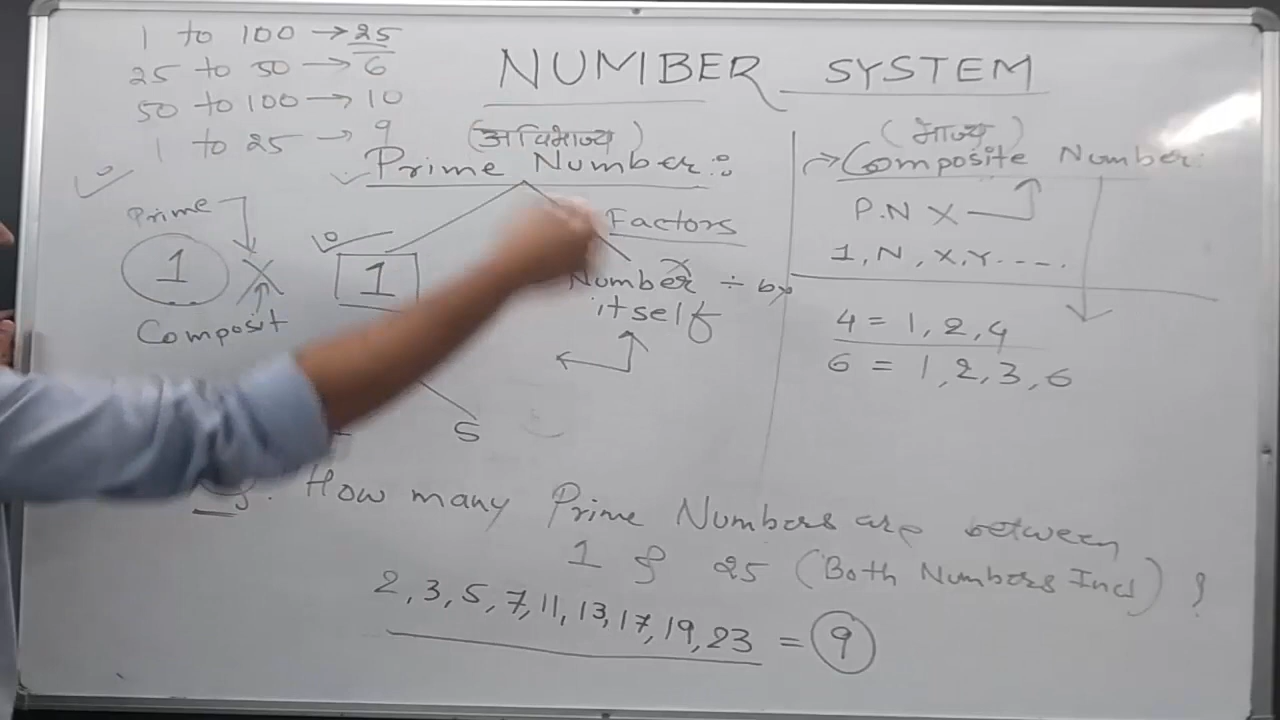 1 to 100 → 25
25 to 50 → 6
50 to 100 → 10
1 to 25 → 9
NUMBER SYSTEM
(अविभाज्य)
Prime Number :
Prime
1 X
Composit
1
Factors
Number ÷ by
itself
5
(भाज्य)
→ Composite Number:
P.N X
1, N, X, Y ----.
4 = 1, 2, 4
6 = 1, 2, 3, 6
How many Prime Numbers are between
1 & 25 (Both Numbers Incl) ?
2, 3, 5, 7, 11, 13, 17, 19, 23 = 9